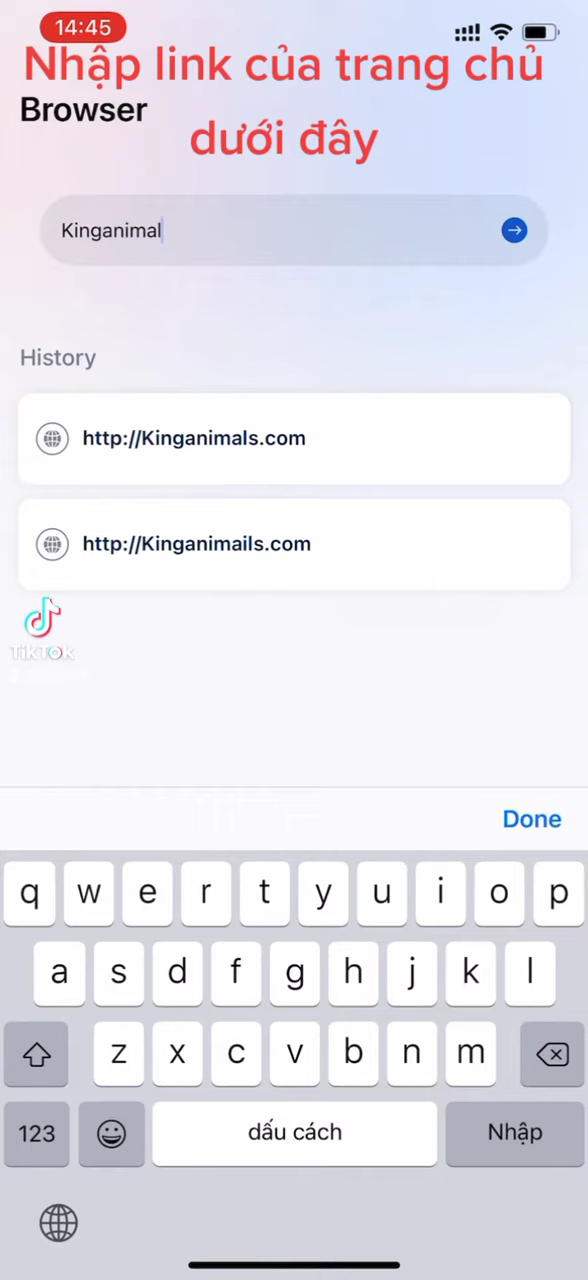 14:45
Nhập link của trang chủ
Browser
dưới đây
Kinganimal
History
http://Kinganimals.com
http://Kinganimails.com
TikTok
Done
q w e r t y u i o p
a s d f g h j k l
z x c v b n m
123 dấu cách Nhập